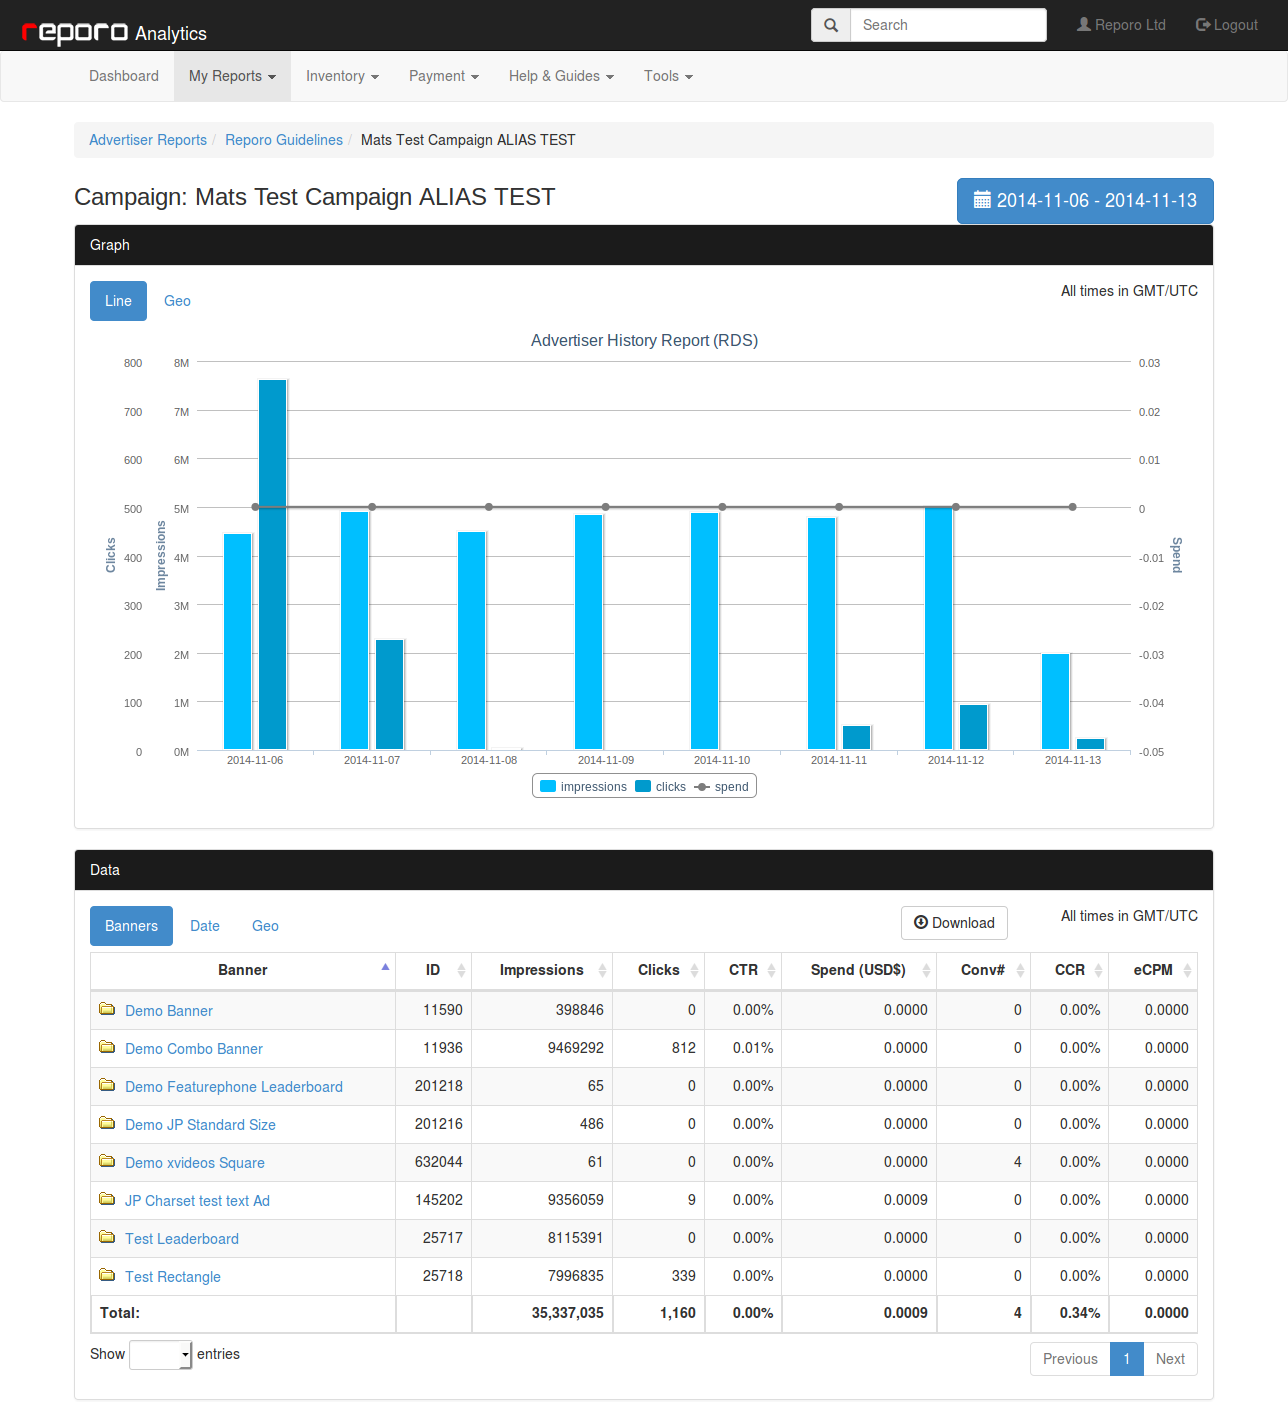 reporo Analytics
Search
Reporo Ltd
Logout
Dashboard
My Reports
Inventory
Payment
Help & Guides
Tools
Advertiser Reports / Reporo Guidelines / Mats Test Campaign ALIAS TEST
Campaign: Mats Test Campaign ALIAS TEST
2014-11-06 - 2014-11-13
Graph
Line
Geo
All times in GMT/UTC
Advertiser History Report (RDS)
800 8M 0.03
700 7M 0.02
600 6M 0.01
500 5M 0
400 4M -0.01
300 3M -0.02
200 2M -0.03
100 1M -0.04
0 0M -0.05
Clicks
Impressions
Spend
2014-11-06 2014-11-07 2014-11-08 2014-11-09 2014-11-10 2014-11-11 2014-11-12 2014-11-13
impressions clicks spend
Data
Banners
Date
Geo
Download
All times in GMT/UTC
Banner ID Impressions Clicks CTR Spend (USD$) Conv# CCR eCPM
Demo Banner 11590 398846 0 0.00% 0.0000 0 0.00% 0.0000
Demo Combo Banner 11936 9469292 812 0.01% 0.0000 0 0.00% 0.0000
Demo Featurephone Leaderboard 201218 65 0 0.00% 0.0000 0 0.00% 0.0000
Demo JP Standard Size 201216 486 0 0.00% 0.0000 0 0.00% 0.0000
Demo xvideos Square 632044 61 0 0.00% 0.0000 4 0.00% 0.0000
JP Charset test text Ad 145202 9356059 9 0.00% 0.0009 0 0.00% 0.0000
Test Leaderboard 25717 8115391 0 0.00% 0.0000 0 0.00% 0.0000
Test Rectangle 25718 7996835 339 0.00% 0.0000 0 0.00% 0.0000
Total: 35,337,035 1,160 0.00% 0.0009 4 0.34% 0.0000
Show entries
Previous 1 Next